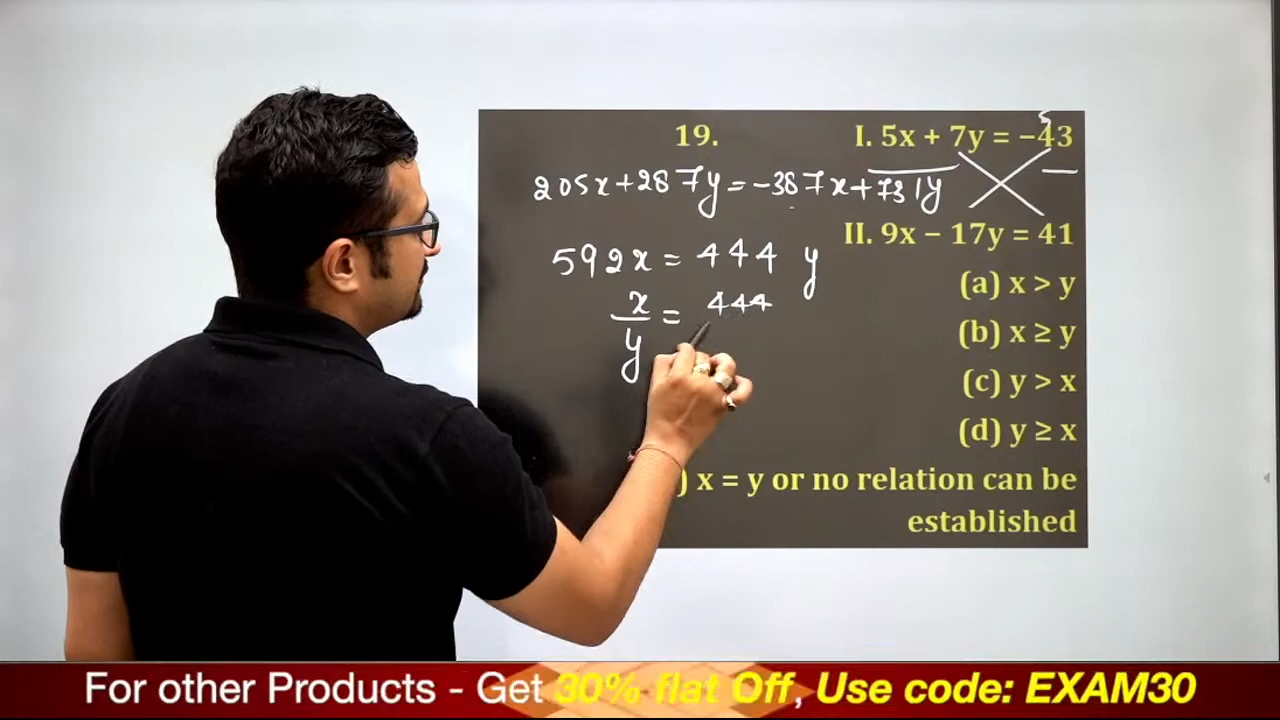 19. I. 5x + 7y = −43
205x+287y=-387x+731y
II. 9x − 17y = 41
592x = 444 y
(a) x > y
x/y = 444
(b) x ≥ y
(c) y > x
(d) y ≥ x
) x = y or no relation can be
established
For other Products - Get 30% flat Off, Use code: EXAM30